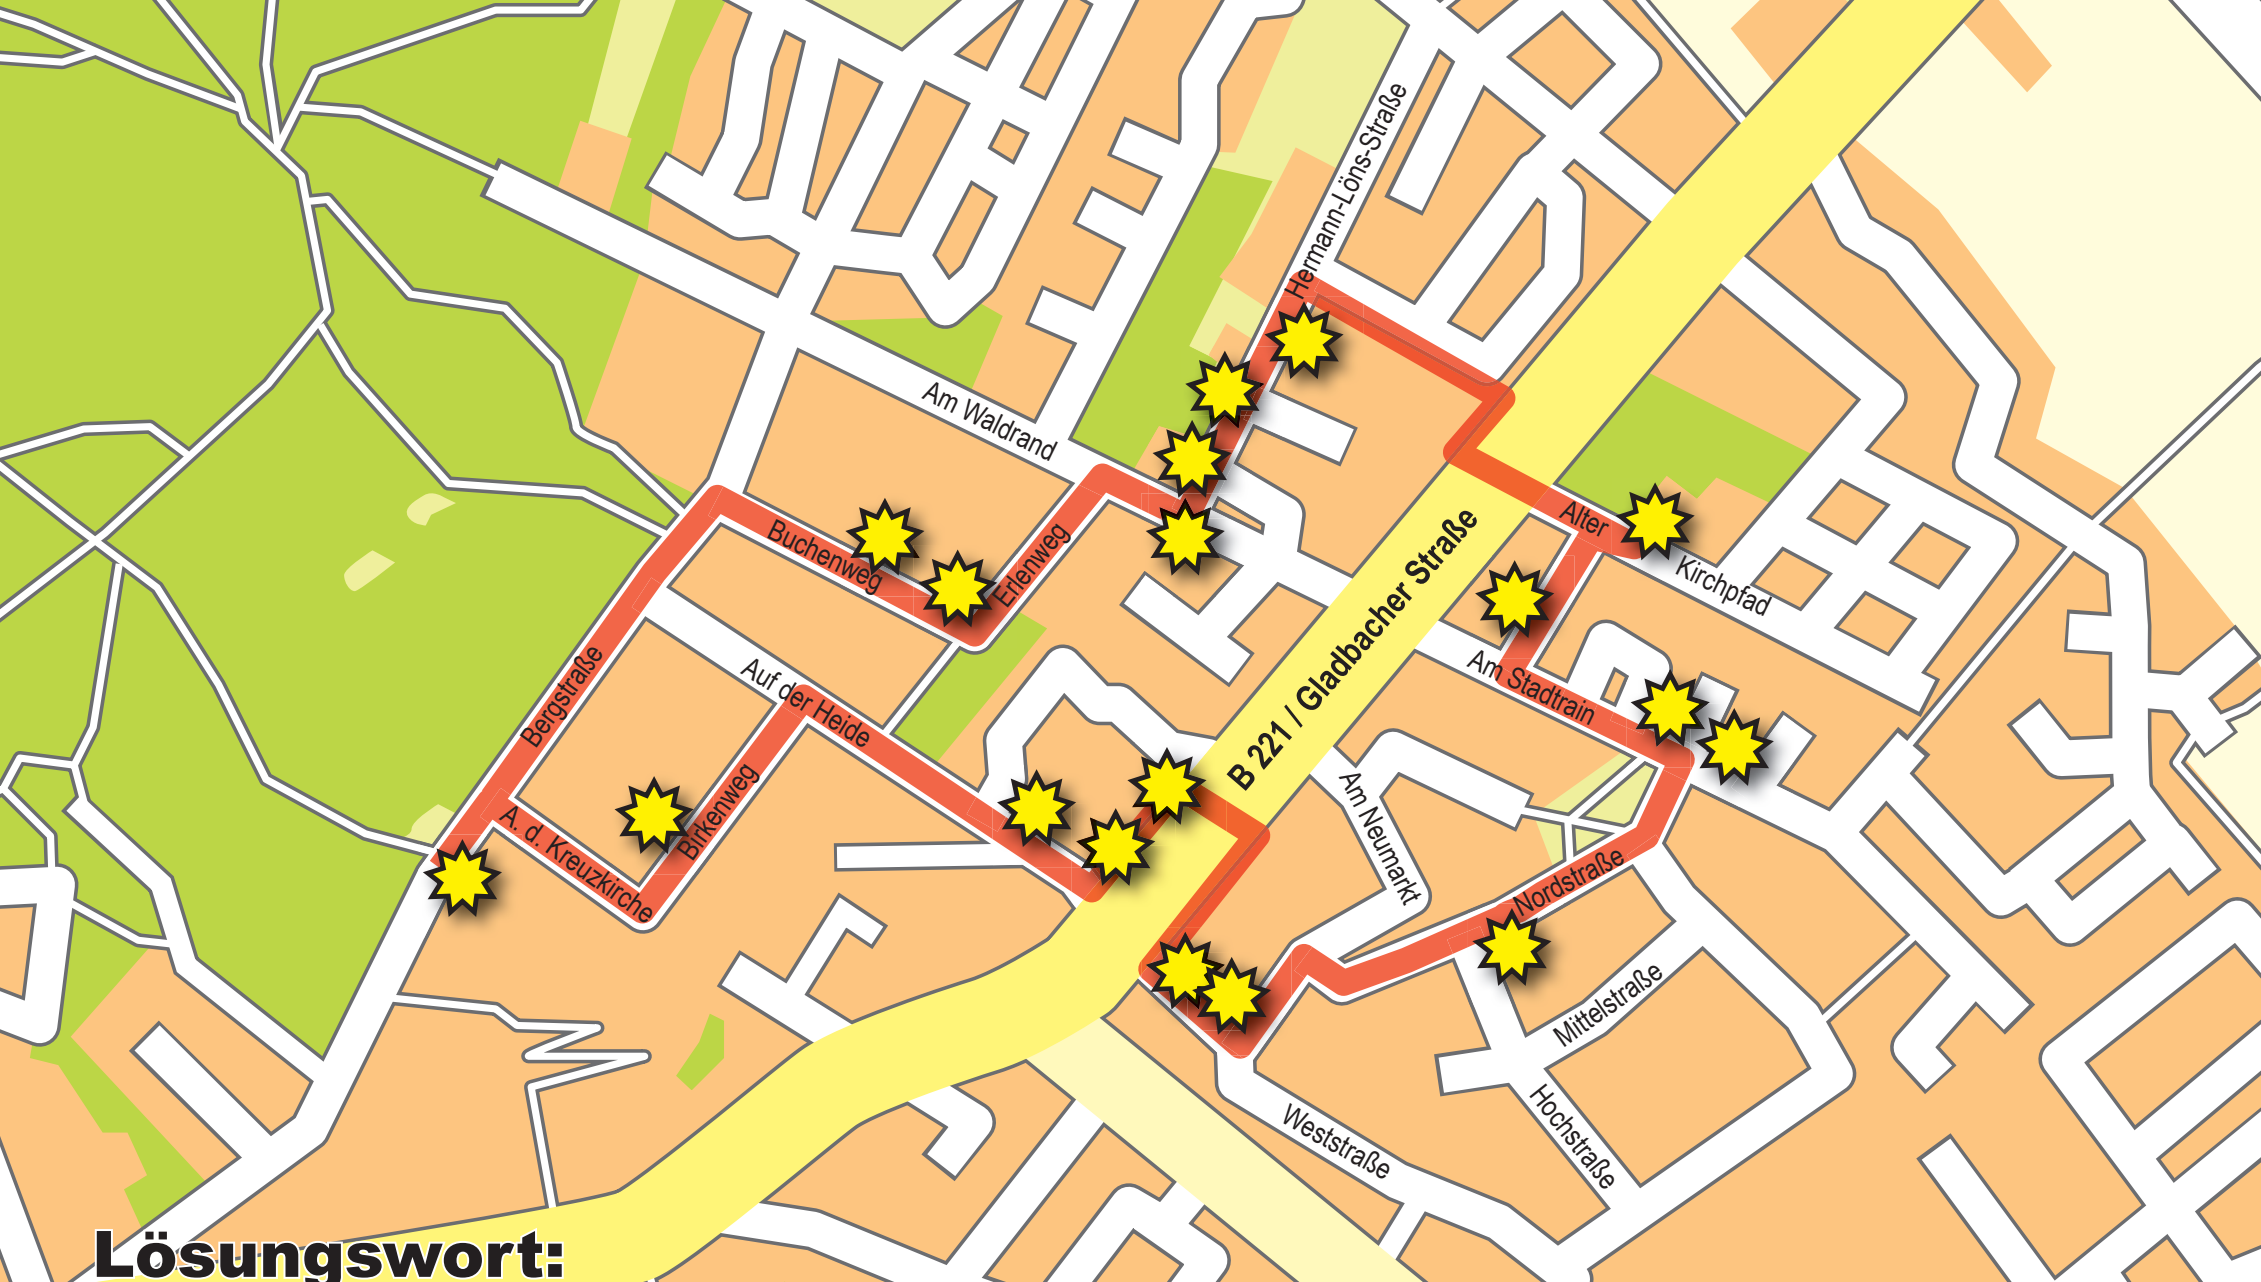 Hermann-Löns-Straße
Am Waldrand
Buchenweg
Erlenweg
Alter
Kirchpfad
B 221 / Gladbacher Straße
Bergstraße
Auf der Heide
Am Stadtrain
Birkenweg
A. d. Kreuzkirche
Am Neumarkt
Nordstraße
Mittelstraße
Weststraße
Hochstraße
Lösungswort: